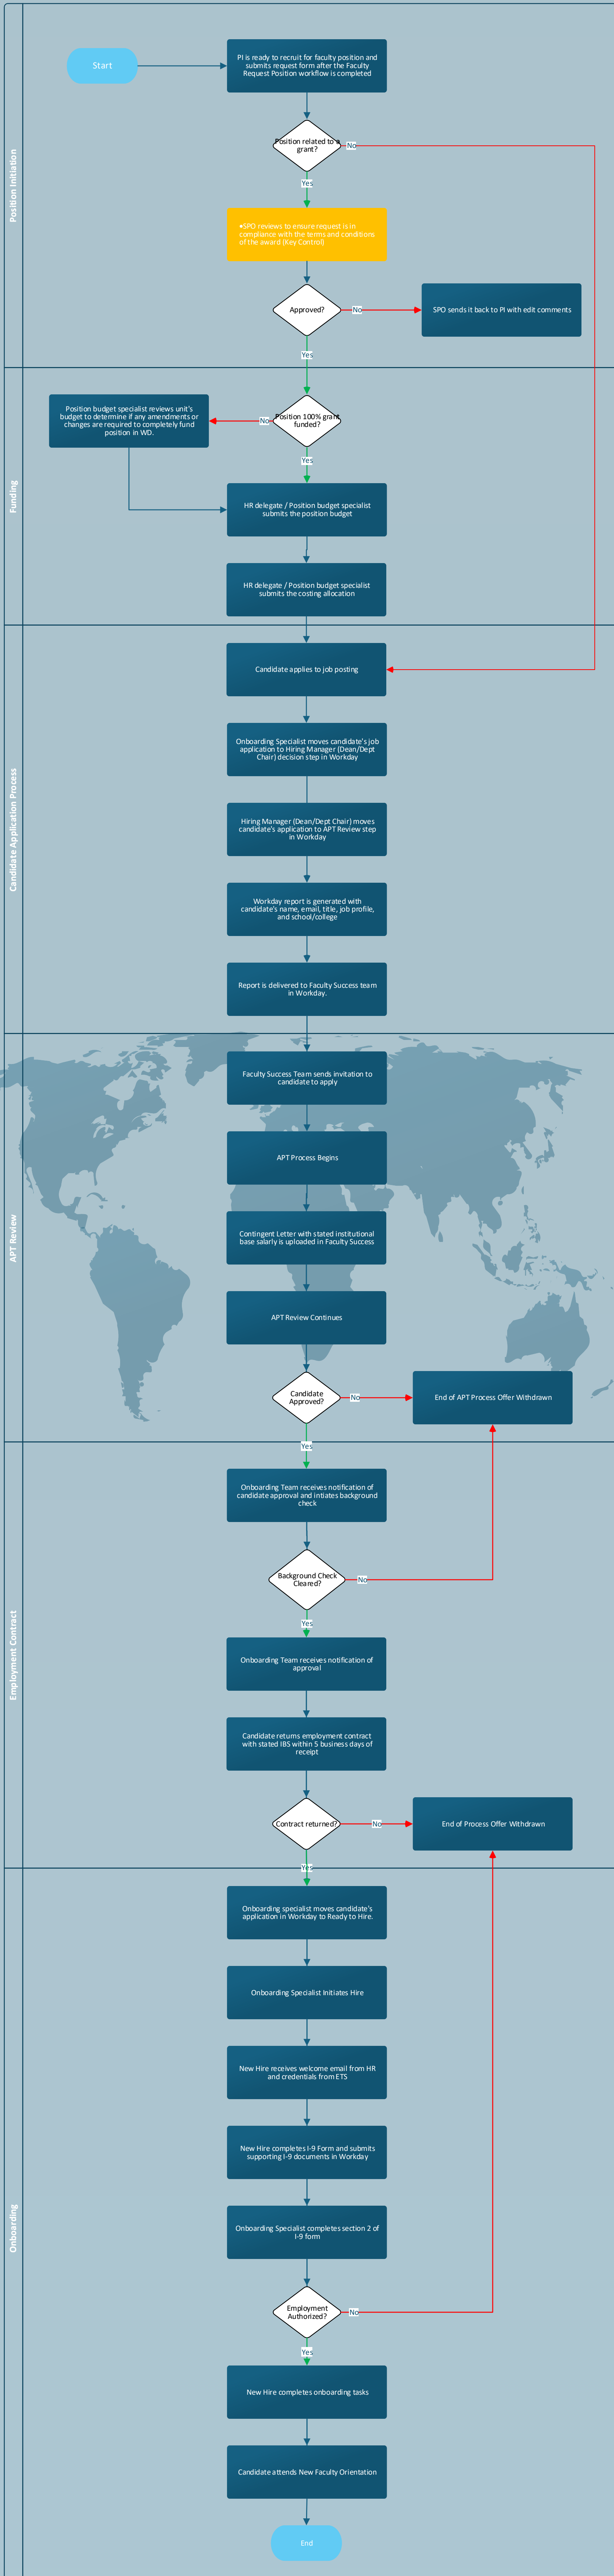 Position Initiation
Start
PI is ready to recruit for faculty position and
submits request form after the Faculty
Request Position workflow is completed
Position related to a
grant?
No
Yes
•SPO reviews to ensure request is in
compliance with the terms and conditions
of the award (Key Control)
Approved?
No
SPO sends it back to PI with edit comments
Yes
Funding
Position budget specialist reviews unit's
budget to determine if any amendments or
changes are required to completely fund
position in WD.
No
Position 100% grant
funded?
Yes
HR delegate / Position budget specialist
submits the position budget
HR delegate / Position budget specialist
submits the costing allocation
Candidate Application Process
Candidate applies to job posting
Onboarding Specialist moves candidate's job
application to Hiring Manager (Dean/Dept
Chair) decision step in Workday
Hiring Manager (Dean/Dept Chair) moves
candidate's application to APT Review step
in Workday
Workday report is generated with
candidate's name, email, title, job profile,
and school/college
Report is delivered to Faculty Success team
in Workday.
APT Review
Faculty Success Team sends invitation to
candidate to apply
APT Process Begins
Contingent Letter with stated institutional
base salarly is uploaded in Faculty Success
APT Review Continues
Candidate
Approved?
No
End of APT Process Offer Withdrawn
Yes
Employment Contract
Onboarding Team receives notification of
candidate approval and intiates background
check
Background Check
Cleared?
No
Yes
Onboarding Team receives notification of
approval
Candidate returns employment contract
with stated IBS within 5 business days of
receipt
Contract returned?
No
End of Process Offer Withdrawn
Yes
Onboarding
Onboarding specialist moves candidate's
application in Workday to Ready to Hire.
Onboarding Specialist Initiates Hire
New Hire receives welcome email from HR
and credentials from ETS
New Hire completes I-9 Form and submits
supporting I-9 documents in Workday
Onboarding Specialist completes section 2 of
I-9 form
Employment
Authorized?
No
Yes
New Hire completes onboarding tasks
Candidate attends New Faculty Orientation
End